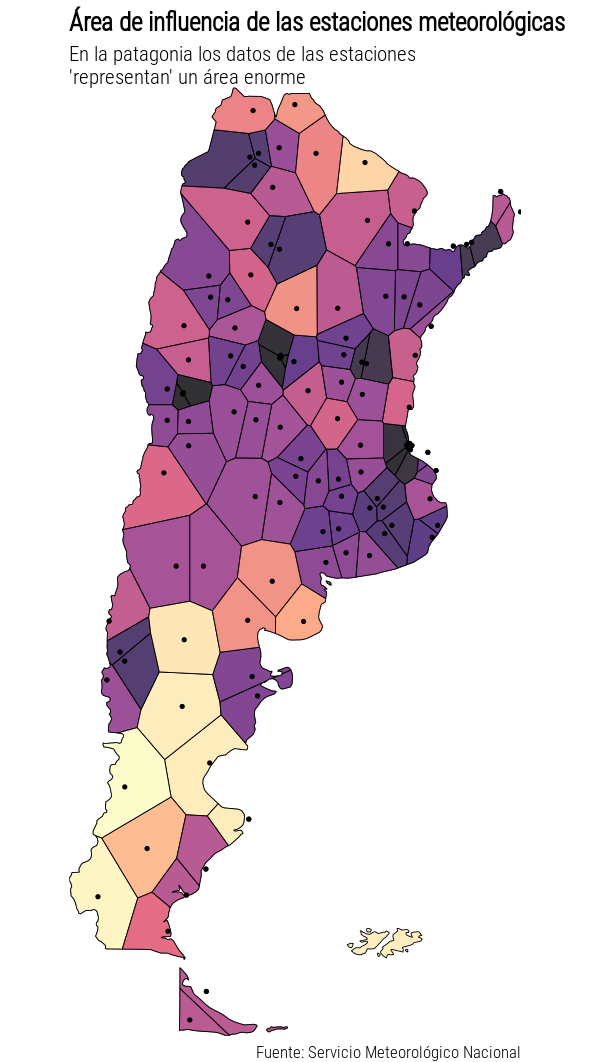 Área de influencia de las estaciones meteorológicas
En la patagonia los datos de las estaciones
'representan' un área enorme
Fuente: Servicio Meteorológico Nacional